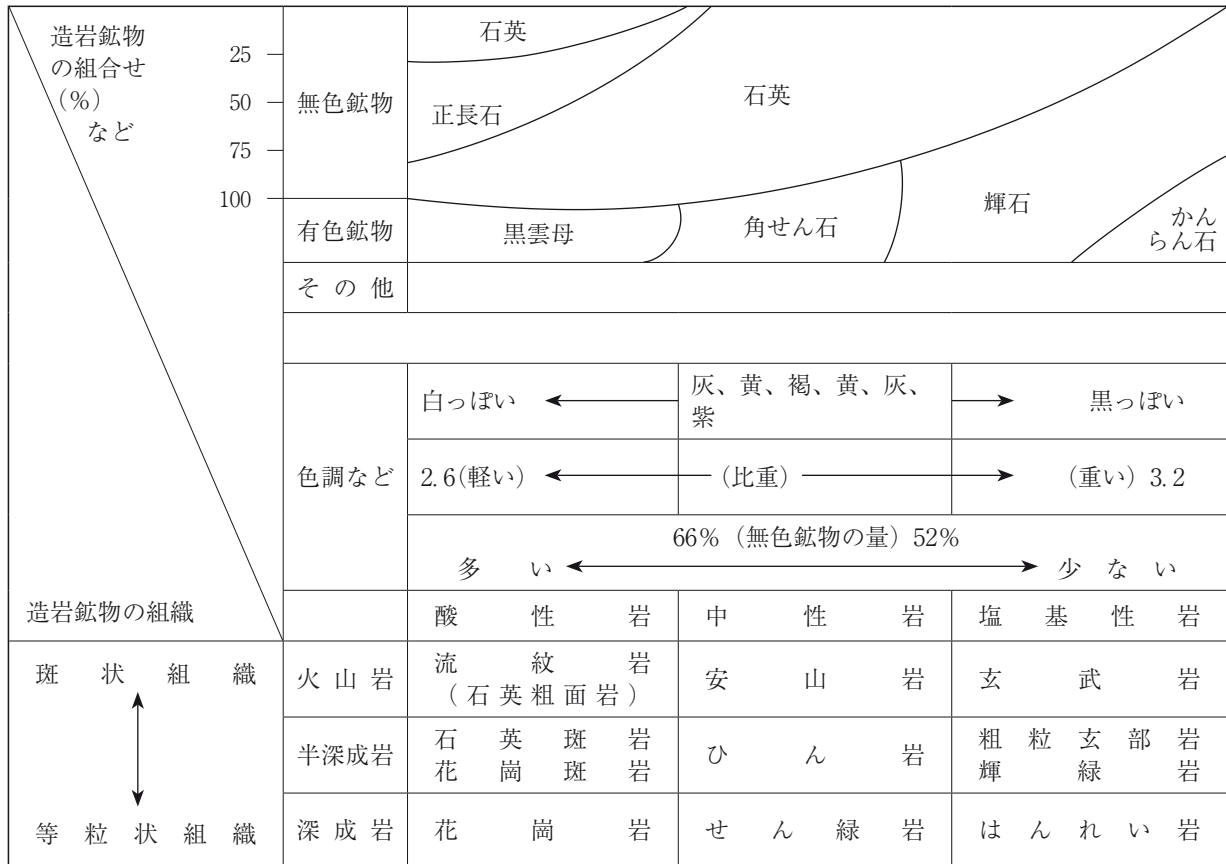 造岩鉱物
の組合せ
(%)
など
25
50
75
100
無色鉱物
石英
正長石
石英
有色鉱物
黒雲母
角せん石
輝石
かん
らん石
その他
色調など
白っぽい
灰、黄、褐、黄、灰、
紫
黒っぽい
2.6(軽い)
(比重)
(重い) 3.2
66% (無色鉱物の量) 52%
多い
少ない
造岩鉱物の組織
酸性岩
中性岩
塩基性岩
斑状組織
火山岩
流紋岩
(石英粗面岩)
安山岩
玄武岩
半深成岩
石英斑岩
花崗斑岩
ひん岩
粗粒玄部岩
輝緑岩
等粒状組織
深成岩
花崗岩
せん緑岩
はんれい岩